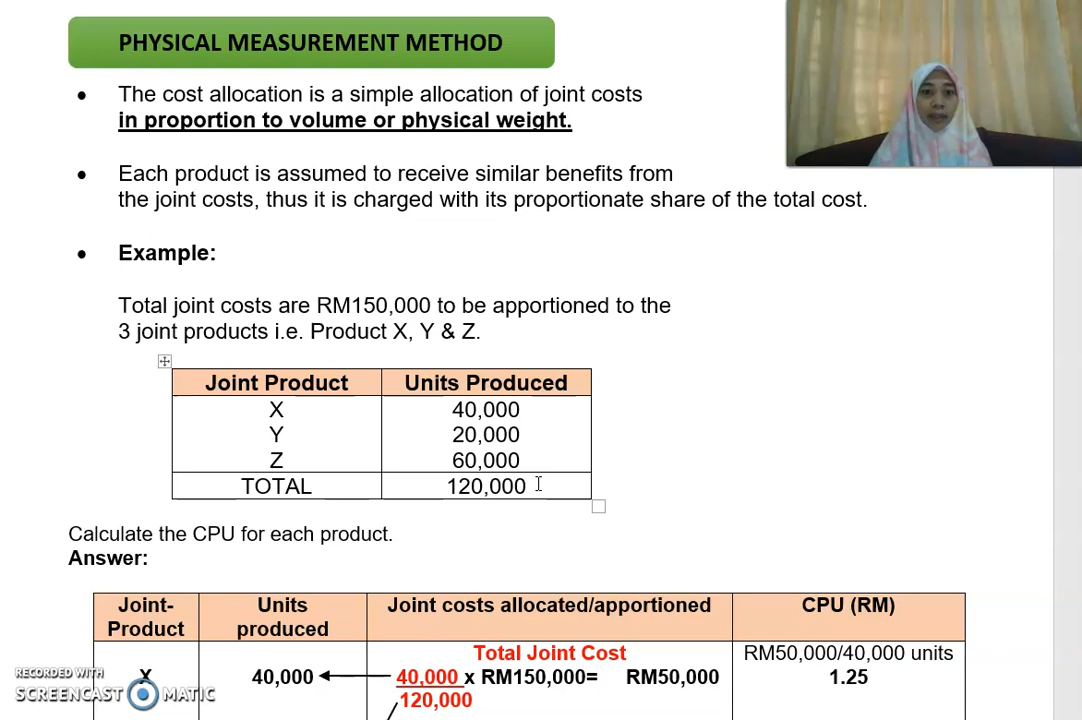 PHYSICAL MEASUREMENT METHOD
• The cost allocation is a simple allocation of joint costs
in proportion to volume or physical weight.
• Each product is assumed to receive similar benefits from
the joint costs, thus it is charged with its proportionate share of the total cost.
• Example:
Total joint costs are RM150,000 to be apportioned to the
3 joint products i.e. Product X, Y & Z.
Joint Product Units Produced
X 40,000
Y 20,000
Z 60,000
TOTAL 120,000
Calculate the CPU for each product.
Answer:
Joint- Units Joint costs allocated/apportioned CPU (RM)
Product produced
Total Joint Cost RM50,000/40,000 units
X 40,000 40,000 x RM150,000= RM50,000 1.25
120,000
RECORDED WITH
SCREENCAST MATIC